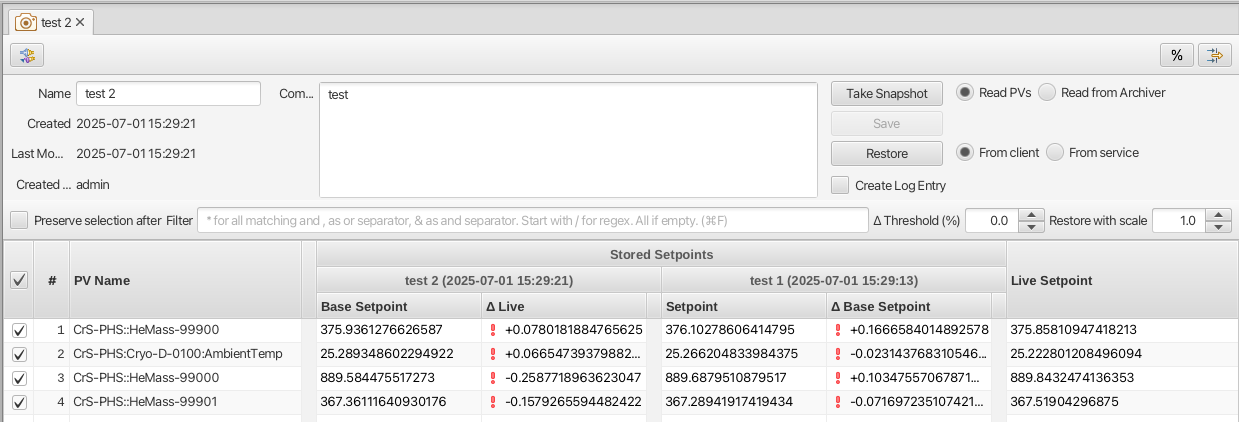 test 2
%
Name test 2 Com... test Take Snapshot Read PVs Read from Archiver
Created 2025-07-01 15:29:21 Save
Last Mo... 2025-07-01 15:29:21 Restore From client From service
Created ... admin Create Log Entry
Preserve selection after Filter * for all matching and , as or separator, & as and separator. Start with / for regex. All if empty. (⌘F) Δ Threshold (%) 0.0 Restore with scale 1.0
Stored Setpoints
# PV Name test 2 (2025-07-01 15:29:21) test 1 (2025-07-01 15:29:13) Live Setpoint
Base Setpoint Δ Live Setpoint Δ Base Setpoint
1 CrS-PHS::HeMass-99900 375.9361276626587 +0.0780181884765625 376.10278606414795 +0.1666584014892578 375.85810947418213
2 CrS-PHS:Cryo-D-0100:AmbientTemp 25.289348602294922 +0.06654739379882... 25.266204833984375 -0.023143768310546... 25.222801208496094
3 CrS-PHS::HeMass-99000 889.584475517273 -0.2587718963623047 889.6879510879517 +0.10347557067871... 889.8432474136353
4 CrS-PHS::HeMass-99901 367.36111640930176 -0.1579265594482422 367.28941917419434 -0.071697235107421... 367.51904296875